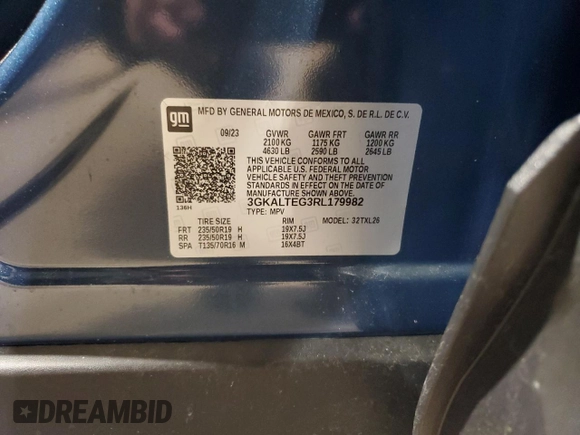 gm
MFD BY GENERAL MOTORS DE MEXICO, S. DE R.L. DE C.V.
09/23 GVWR GAWR FRT GAWR RR
2100 KG 1175 KG 1200 KG
4630 LB 2590 LB 2645 LB
THIS VEHICLE CONFORMS TO ALL
APPLICABLE U.S. FEDERAL MOTOR
VEHICLE SAFETY AND THEFT PREVENTION
STANDARDS IN EFFECT ON THE DATE OF
MANUFACTURE SHOWN ABOVE.
136H
3GKALTEG3RL179982
TYPE: MPV MODEL: 32TXL26
TIRE SIZE RIM
FRT 235/50R19 H 19X7.5J
RR 235/50R19 H 19X7.5J
SPA T135/70R16 M 16X4BT
DREAMBID